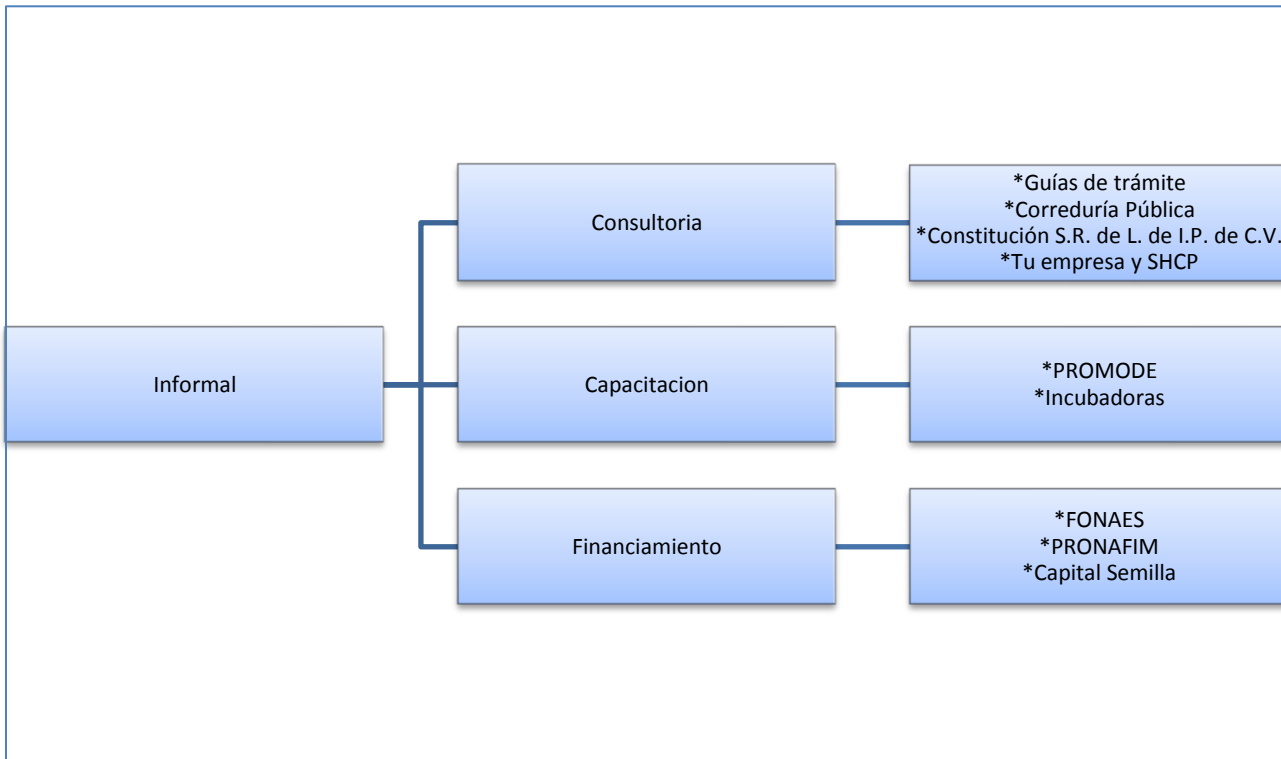 Informal
Consultoria
*Guías de trámite
*Correduría Pública
*Constitución S.R. de L. de I.P. de C.V.
*Tu empresa y SHCP
Capacitacion
*PROMODE
*Incubadoras
Financiamiento
*FONAES
*PRONAFIM
*Capital Semilla